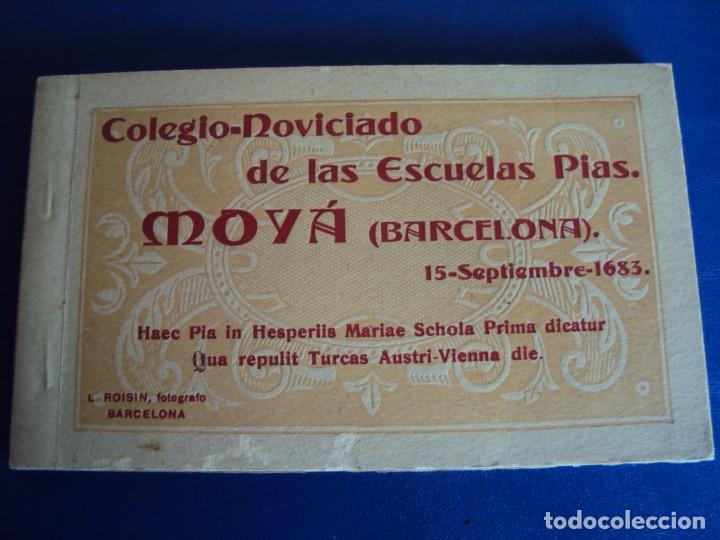 Colegio-Noviciado
de las Escuelas Pias.
MOYÁ (BARCELONA).
15-Septiembre-1683.
Haec Pia in Hesperiis Mariae Schola Prima dicatur
Qua repulit Turcas Austri-Vienna die.
L. ROISIN, fotografo
BARCELONA
todocoleccion.net